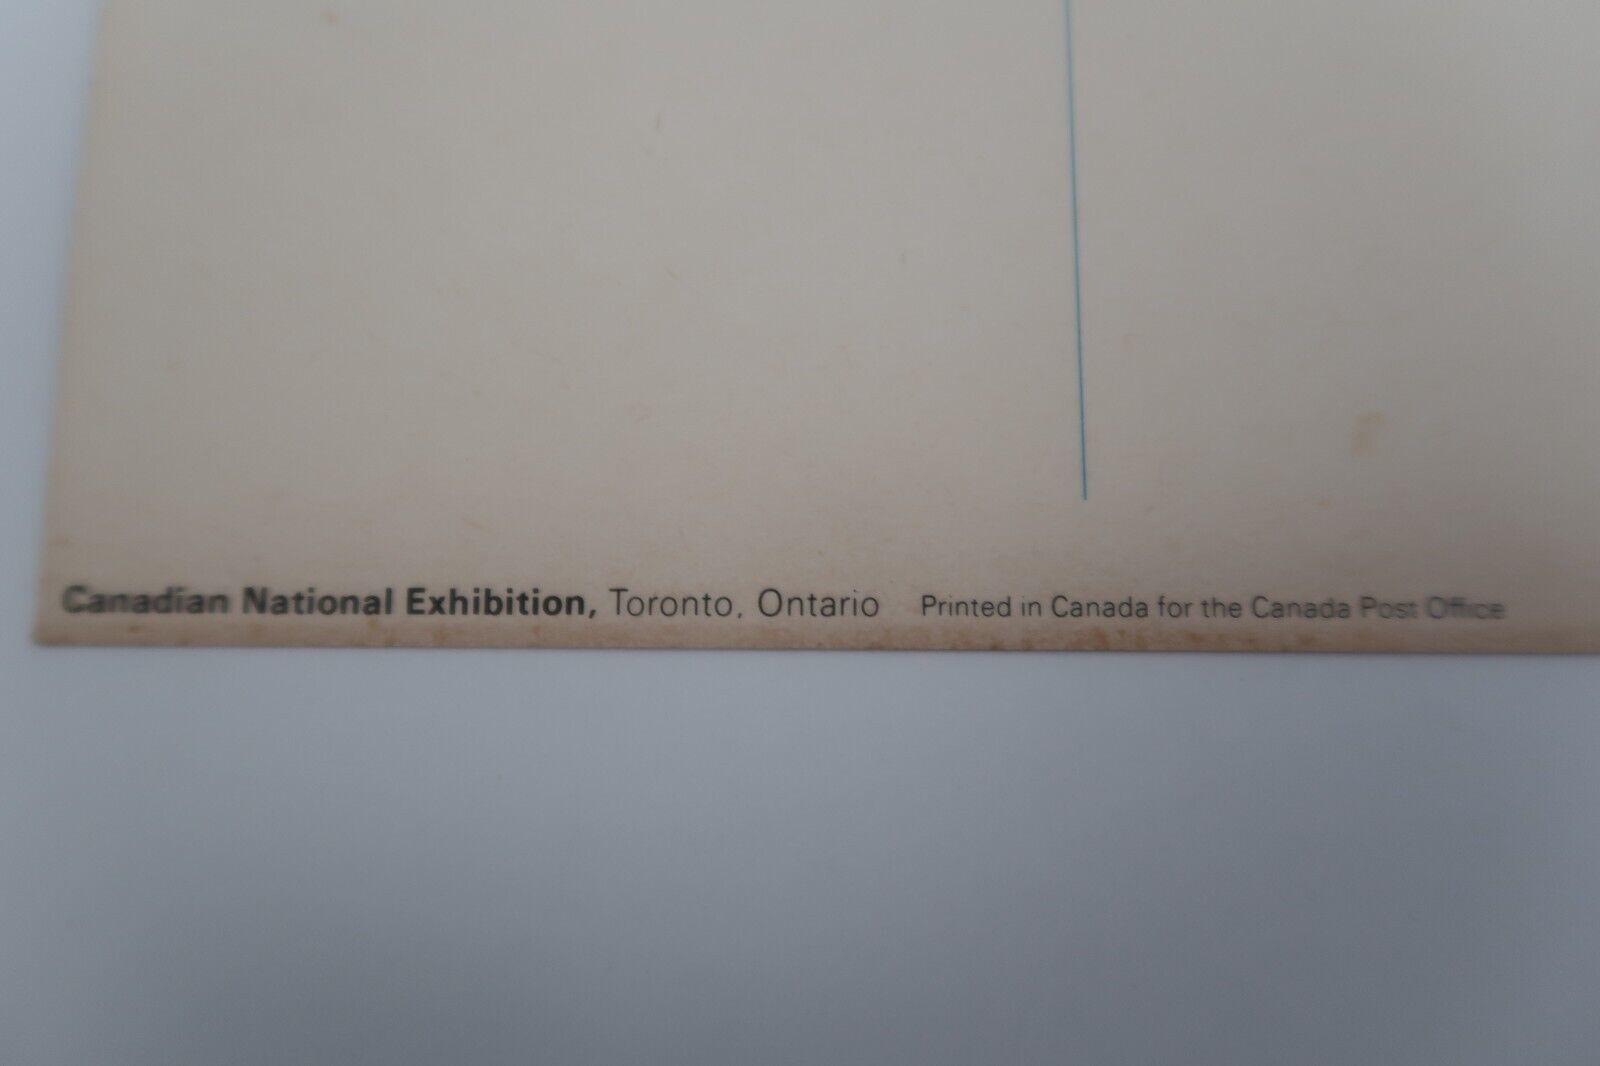 Canadian National Exhibition, Toronto, Ontario Printed in Canada for the Canada Post Office